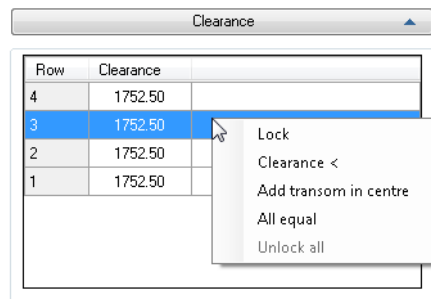 Clearance
Row Clearance
4 1752.50
3 1752.50
2 1752.50
1 1752.50
Lock
Clearance <
Add transom in centre
All equal
Unlock all